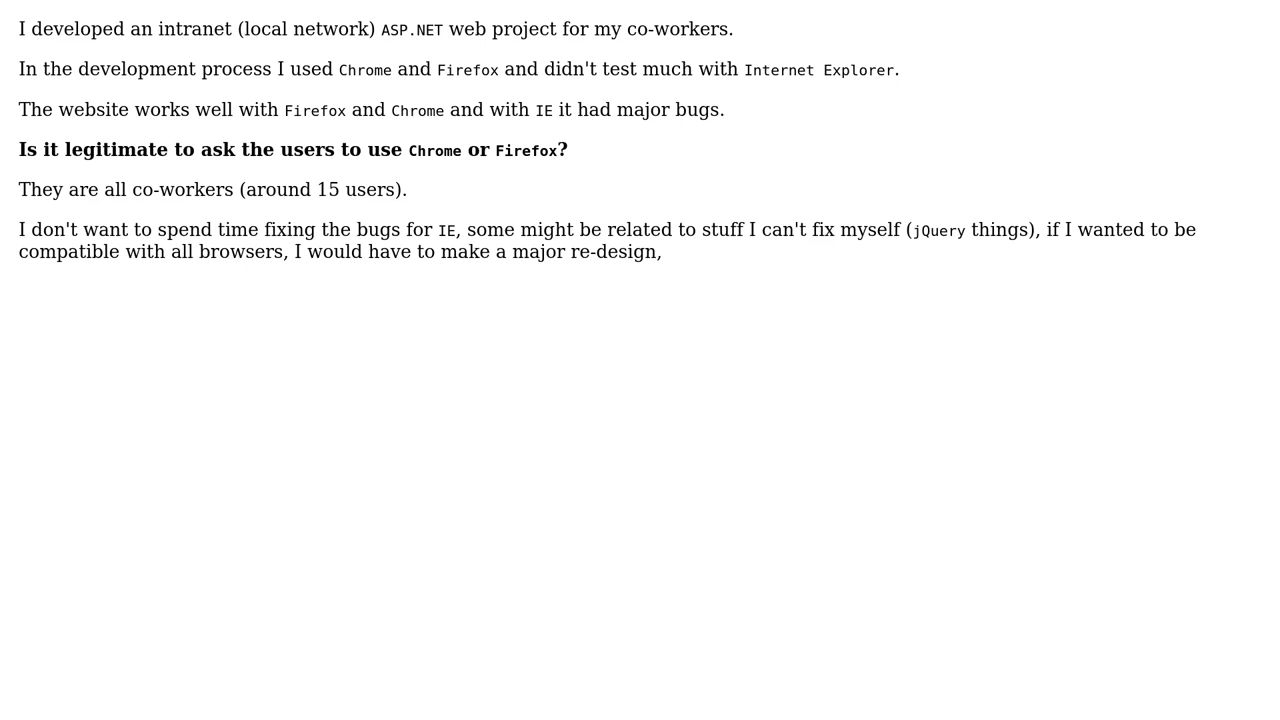 I developed an intranet (local network) ASP.NET web project for my co-workers.
In the development process I used Chrome and Firefox and didn't test much with Internet Explorer.
The website works well with Firefox and Chrome and with IE it had major bugs.
Is it legitimate to ask the users to use Chrome or Firefox?
They are all co-workers (around 15 users).
I don't want to spend time fixing the bugs for IE, some might be related to stuff I can't fix myself (jQuery things), if I wanted to be
compatible with all browsers, I would have to make a major re-design,